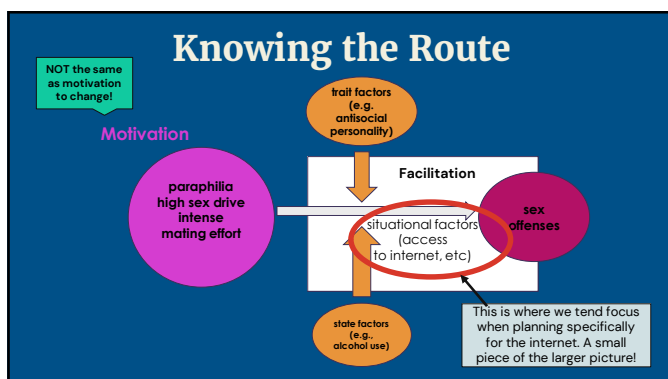 Knowing the Route
NOT the same
as motivation
to change!
Motivation
paraphilia
high sex drive
intense
mating effort
trait factors
(e.g.
antisocial
personality)
Facilitation
situational factors
(access
to internet, etc)
sex
offenses
state factors
(e.g.,
alcohol use)
This is where we tend focus
when planning specifically
for the internet. A small
piece of the larger picture!